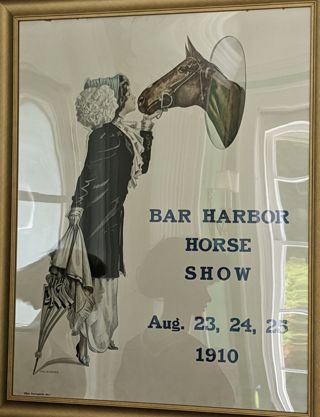 BAR HARBOR
HORSE
SHOW
Aug. 23, 24, 25
1910